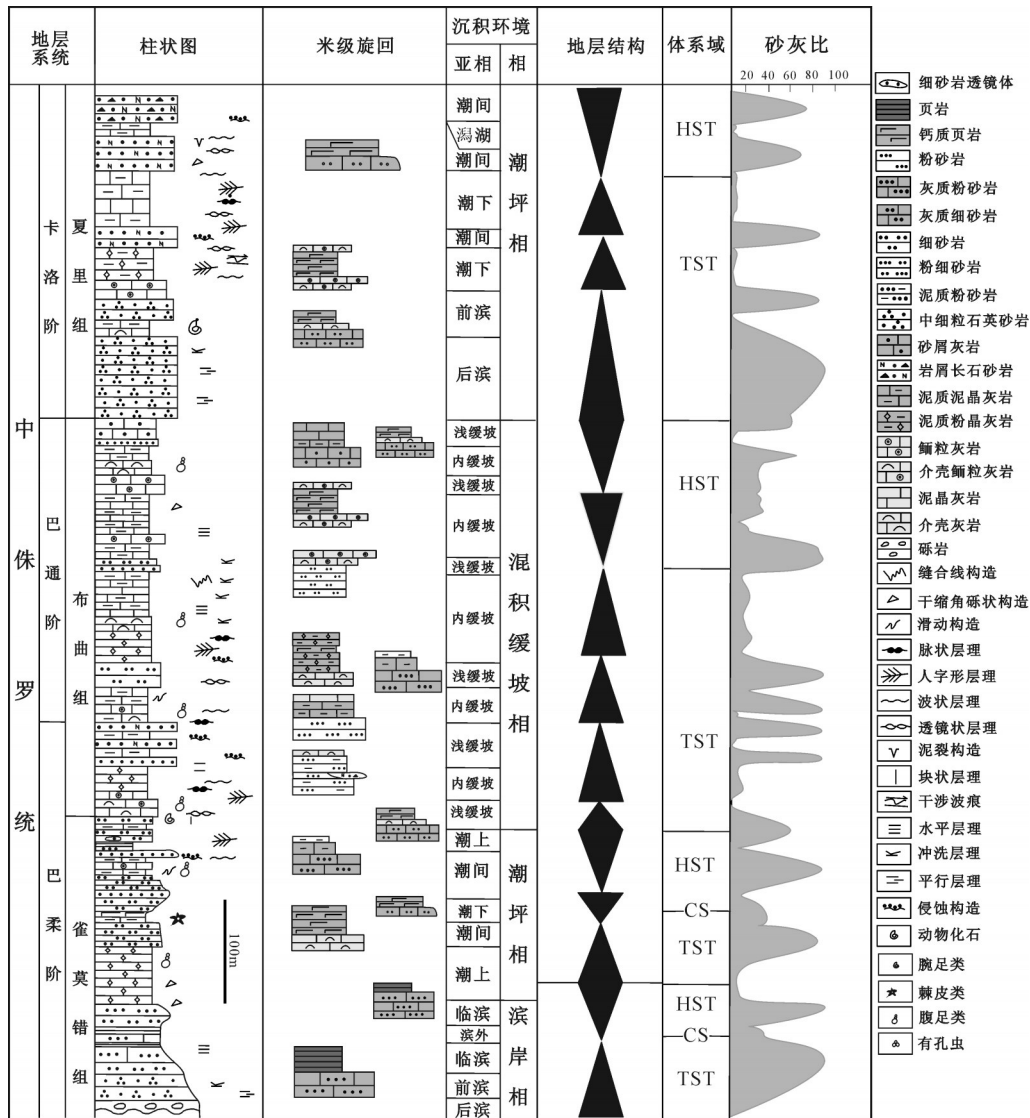 地层系统
柱状图
米级旋回
沉积环境
亚相
相
地层结构
体系域
砂灰比
20 40 60 80 100
中侏罗统
卡洛阶
巴通阶
巴柔阶
夏里组
布曲组
雀莫错组
100m
潮间
潟湖
潮间
潮下
潮间
潮下
前滨
后滨
浅缓坡
内缓坡
浅缓坡
内缓坡
浅缓坡
内缓坡
浅缓坡
内缓坡
浅缓坡
内缓坡
浅缓坡
潮上
潮间
潮下
潮间
潮上
临滨
滨外
临滨
前滨
后滨
潮坪相
混积缓坡相
潮坪相
滨岸相
HST
TST
HST
TST
HST
CS
TST
HST
CS
TST
细砂岩透镜体
页岩
钙质页岩
粉砂岩
灰质粉砂岩
灰质细砂岩
细砂岩
粉细砂岩
泥质粉砂岩
中细粒石英砂岩
砂屑灰岩
岩屑长石砂岩
泥质泥晶灰岩
泥质粉晶灰岩
鲕粒灰岩
介壳鲕粒灰岩
泥晶灰岩
介壳灰岩
砾岩
缝合线构造
干缩角砾状构造
滑动构造
脉状层理
人字形层理
波状层理
透镜状层理
泥裂构造
块状层理
干涉波痕
水平层理
冲洗层理
平行层理
侵蚀构造
动物化石
腕足类
棘皮类
腹足类
有孔虫